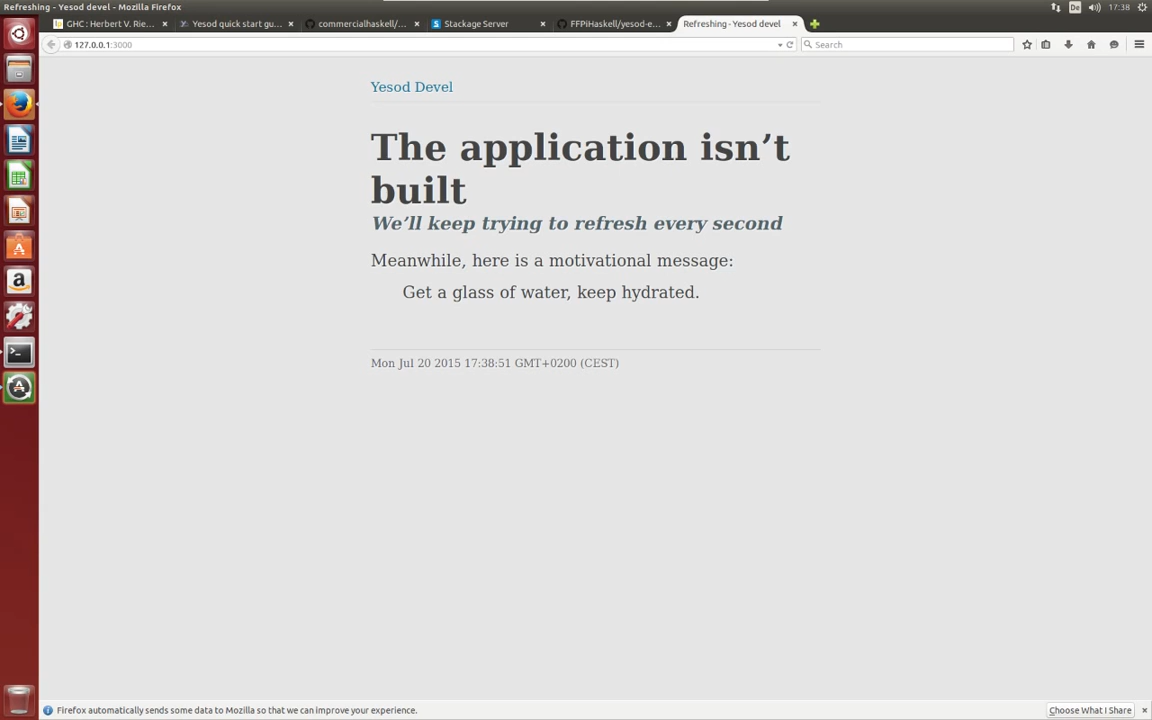 Refreshing - Yesod devel - Mozilla Firefox
De
17:38
GHC : Herbert V. Rie...
Yesod quick start gu...
commercialhaskell/...
Stackage Server
FFPiHaskell/yesod-e...
Refreshing - Yesod devel
127.0.0.1:3000
Search
Yesod Devel
The application isn’t
built
We’ll keep trying to refresh every second
Meanwhile, here is a motivational message:
Get a glass of water, keep hydrated.
Mon Jul 20 2015 17:38:51 GMT+0200 (CEST)
Firefox automatically sends some data to Mozilla so that we can improve your experience.
Choose What I Share